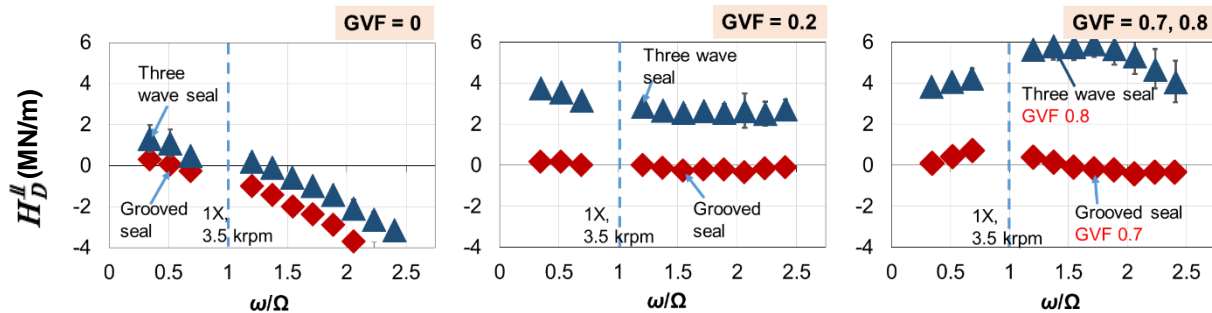 GVF = 0
GVF = 0.2
GVF = 0.7, 0.8
H_D^μ (MN/m)
6
4
2
0
-2
-4
Three
wave seal
Grooved
seal
1X,
3.5 krpm
0
0.5
1
1.5
2
2.5
ω/Ω
6
4
2
0
-2
-4
Three wave
seal
Grooved
seal
1X,
3.5 krpm
0
0.5
1
1.5
2
2.5
ω/Ω
6
4
2
0
-2
-4
Three wave seal
GVF 0.8
Grooved seal
GVF 0.7
1X,
3.5 krpm
0
0.5
1
1.5
2
2.5
ω/Ω